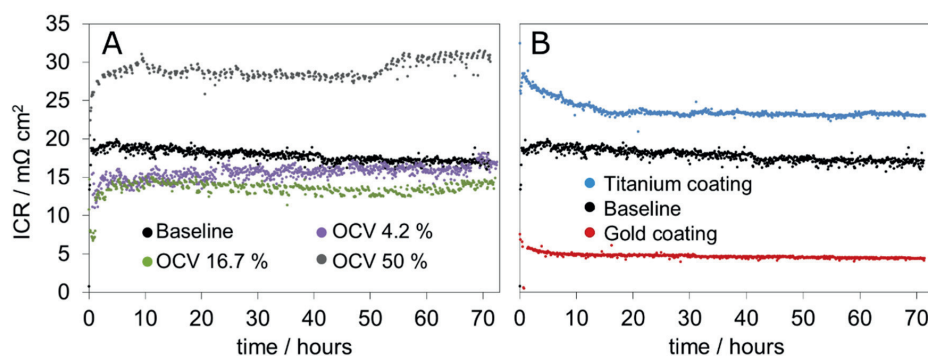 A
B
35
30
25
20
15
10
5
0
ICR / mΩ cm²
Baseline
OCV 4.2 %
OCV 16.7 %
OCV 50 %
Titanium coating
Baseline
Gold coating
0 10 20 30 40 50 60 70
0 10 20 30 40 50 60 70
time / hours
time / hours